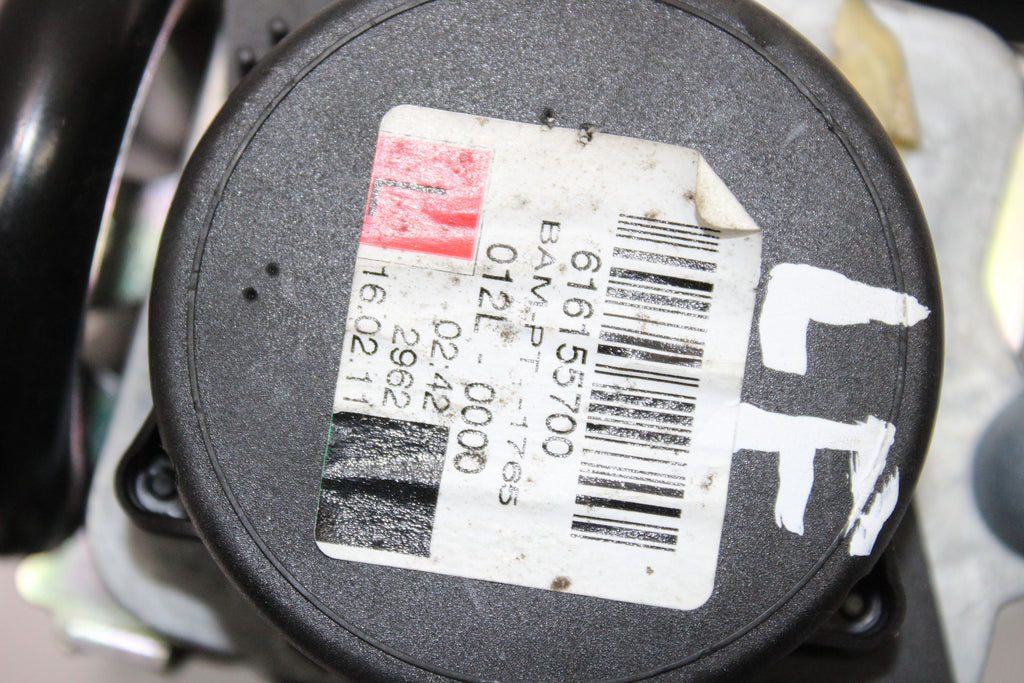 616155700
BAM-PT -1765
012L - 0000
02:42
2962
16.02.11
L
LF